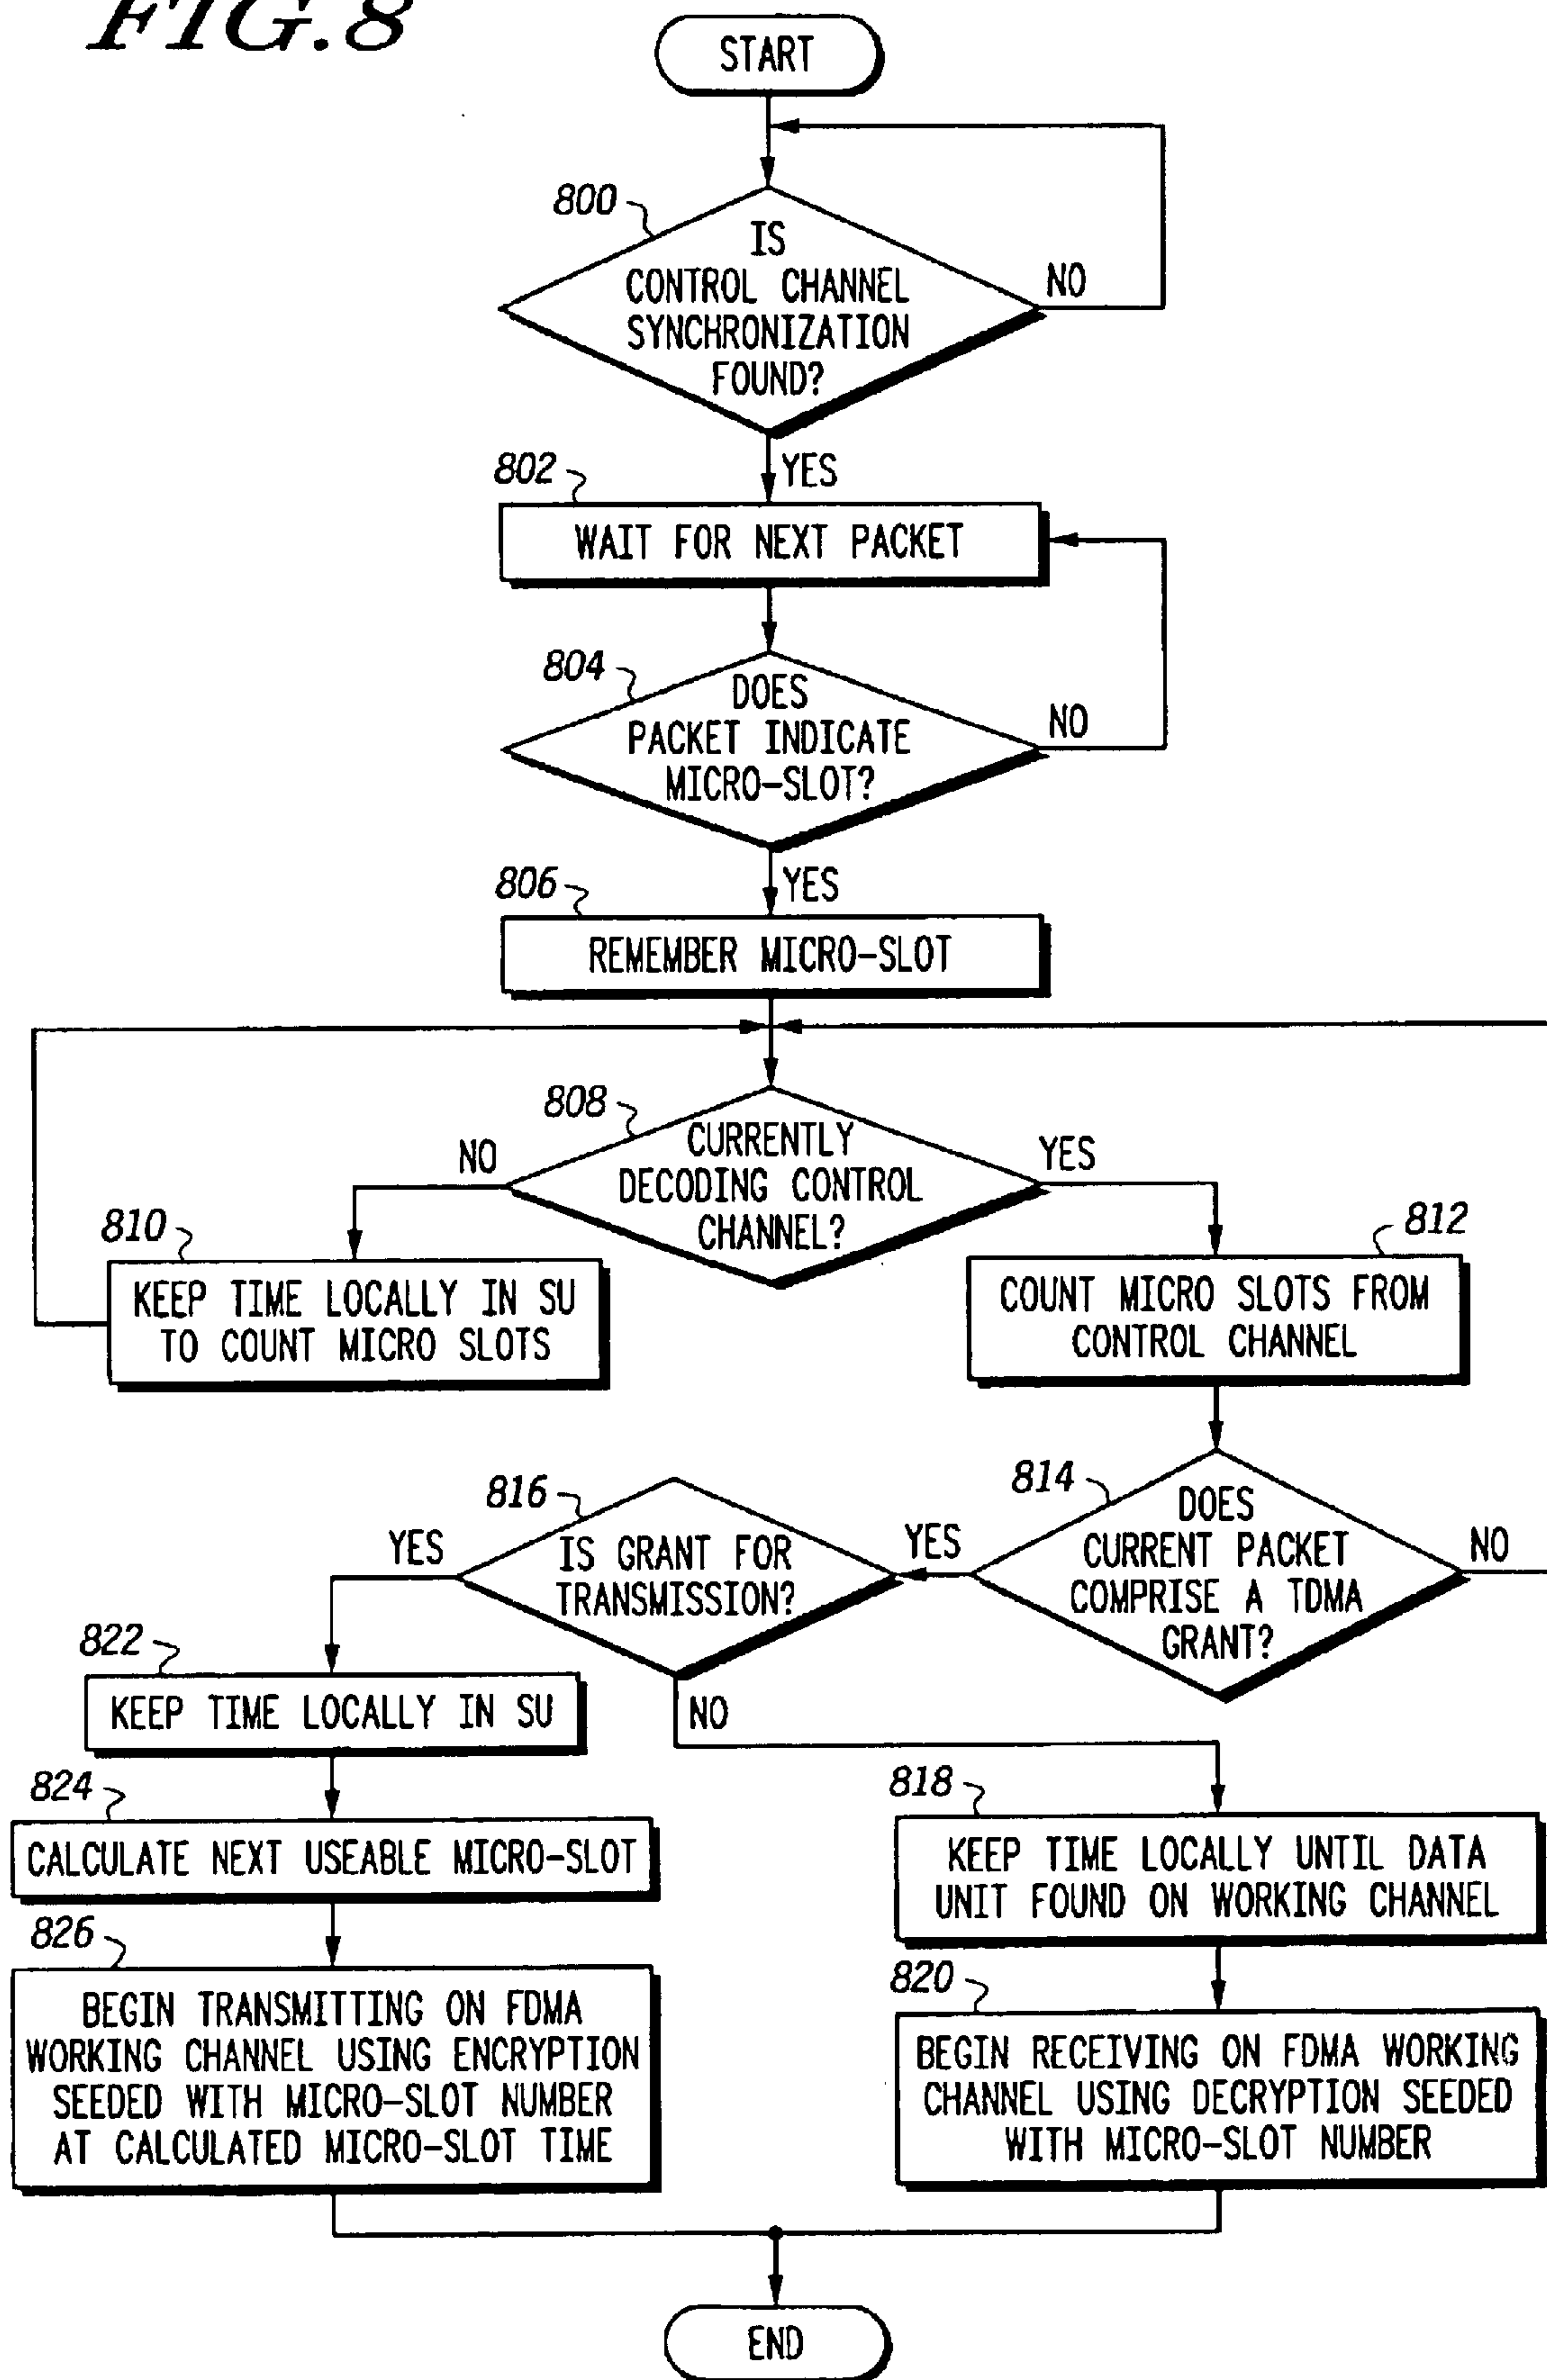 FIG.8
START
800
IS
CONTROL CHANNEL
SYNCHRONIZATION
FOUND?
NO
YES
802
WAIT FOR NEXT PACKET
804
DOES
PACKET INDICATE
MICRO-SLOT?
NO
YES
806
REMEMBER MICRO-SLOT
808
CURRENTLY
DECODING CONTROL
CHANNEL?
NO
YES
810
KEEP TIME LOCALLY IN SU
TO COUNT MICRO SLOTS
812
COUNT MICRO SLOTS FROM
CONTROL CHANNEL
814
DOES
CURRENT PACKET
COMPRISE A TDMA
GRANT?
NO
YES
816
IS GRANT FOR
TRANSMISSION?
YES
NO
822
KEEP TIME LOCALLY IN SU
824
CALCULATE NEXT USEABLE MICRO-SLOT
826
BEGIN TRANSMITTING ON FDMA
WORKING CHANNEL USING ENCRYPTION
SEEDED WITH MICRO-SLOT NUMBER
AT CALCULATED MICRO-SLOT TIME
818
KEEP TIME LOCALLY UNTIL DATA
UNIT FOUND ON WORKING CHANNEL
820
BEGIN RECEIVING ON FDMA WORKING
CHANNEL USING DECRYPTION SEEDED
WITH MICRO-SLOT NUMBER
END